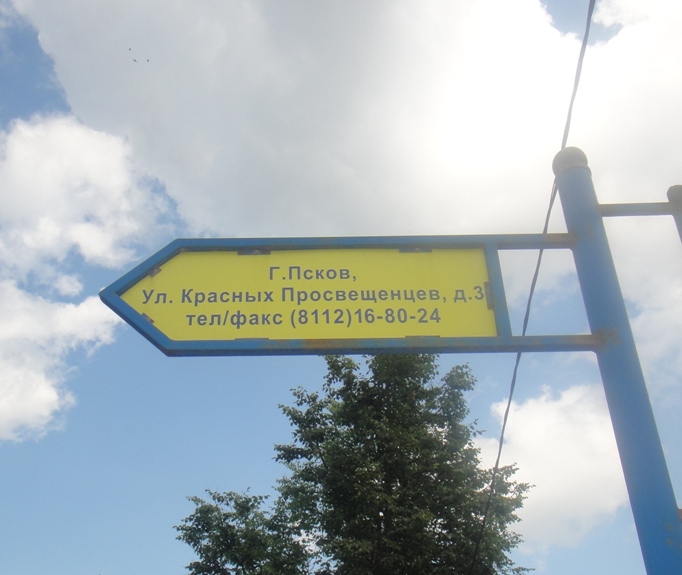 Г.Псков,
Ул. Красных Просвещенцев, д.3
тел/факс (8112)16-80-24